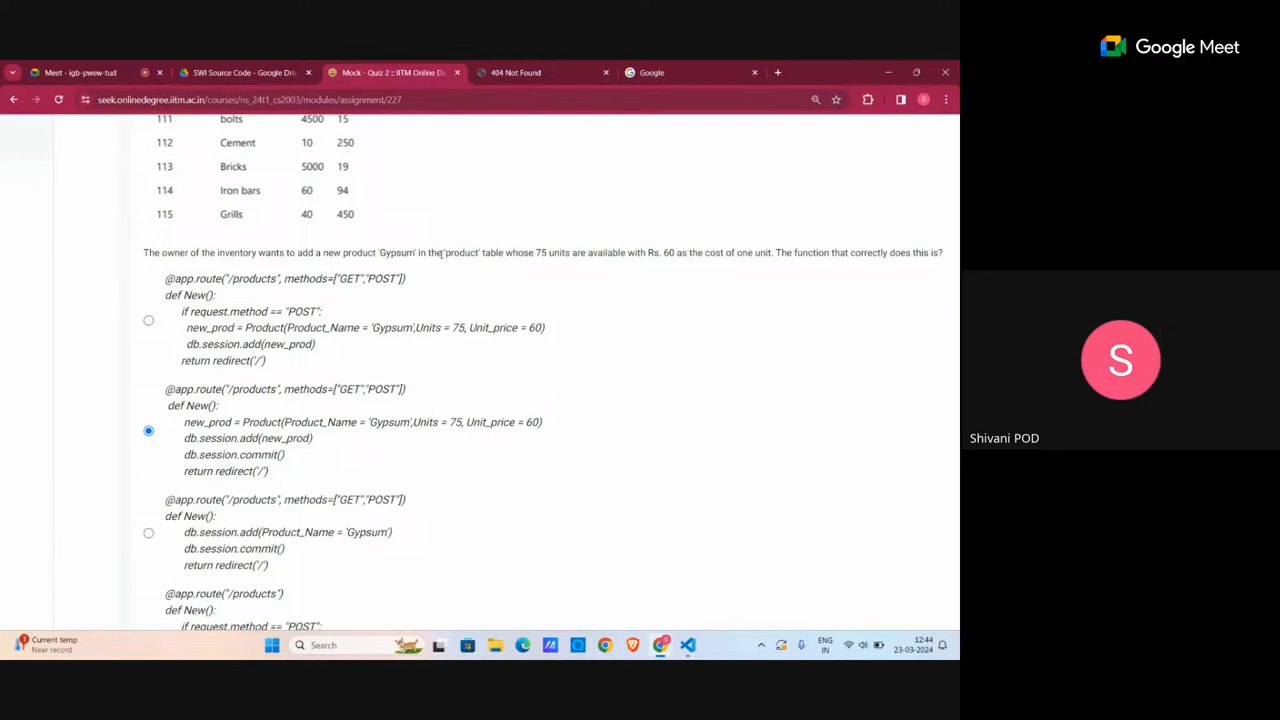 Google Meet
Meet - igb-pwew-tud
SWI Source Code - Google Dri
Mock - Quiz 2 :: IITM Online De
404 Not Found
Google
seek.onlinedegree.iitm.ac.in/courses/ns_24t1_cs2003/modules/assignment/227
111 bolts 4500 15
112 Cement 10 250
113 Bricks 5000 19
114 Iron bars 60 94
115 Grills 40 450
The owner of the inventory wants to add a new product 'Gypsum' in the 'product' table whose 75 units are available with Rs. 60 as the cost of one unit. The function that correctly does this is?
@app.route("/products", methods=["GET","POST"])
def New():
if request.method == "POST":
new_prod = Product(Product_Name = 'Gypsum',Units = 75, Unit_price = 60)
db.session.add(new_prod)
return redirect('/')
@app.route("/products", methods=["GET","POST"])
def New():
new_prod = Product(Product_Name = 'Gypsum',Units = 75, Unit_price = 60)
db.session.add(new_prod)
db.session.commit()
return redirect('/')
@app.route("/products", methods=["GET","POST"])
def New():
db.session.add(Product_Name = 'Gypsum')
db.session.commit()
return redirect('/')
@app.route("/products")
def New():
if request.method == "POST":
S
Shivani POD
Current temp
Near record
Search
ENG
IN
12:44
23-03-2024